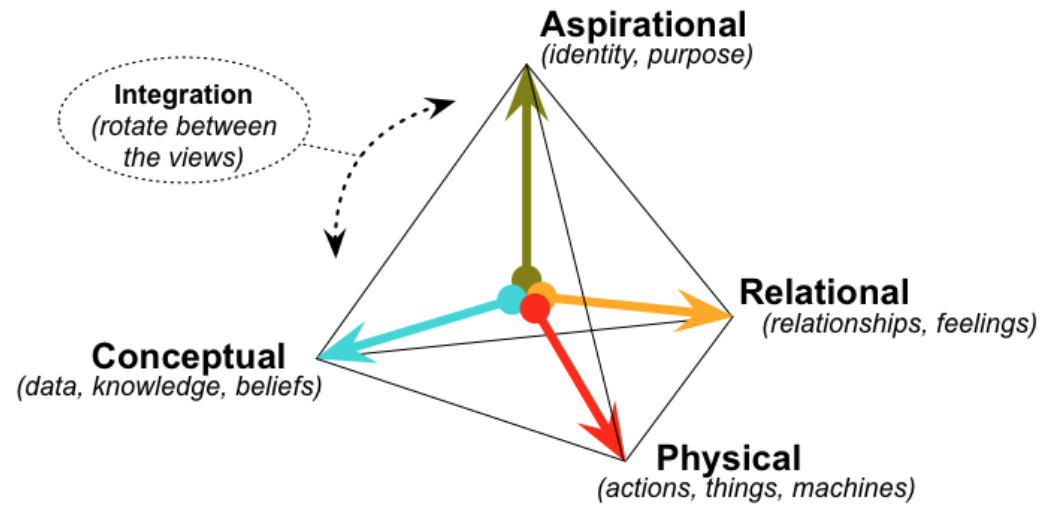 Aspirational
(identity, purpose)
Integration
(rotate between
the views)
Relational
(relationships, feelings)
Conceptual
(data, knowledge, beliefs)
Physical
(actions, things, machines)